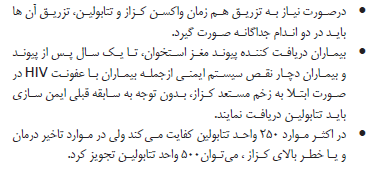 • درصورت نیاز به تزریق هم زمان واکسن کزاز و تتابولین، تزریق آن ها
باید در دو اندام جداگانه صورت گیرد.
• بیماران دریافت کننده پیوند مغز استخوان، تا یک سال پس از پیوند
و بیماران دچار نقص سیستم ایمنی ازجمله بیماران با عفونت HIV در
صورت ابتلا به زخم مستعد کزاز، بدون توجه به سابقه قبلی ایمن سازی
باید تتابولین دریافت نمایند.
• در اکثر موارد ۲۵۰ واحد تتابولین کفایت می کند ولی در موارد تاخیر درمان
و یا خطر بالای کزاز ، می‌توان ۵۰۰ واحد تتابولین تجویز کرد.